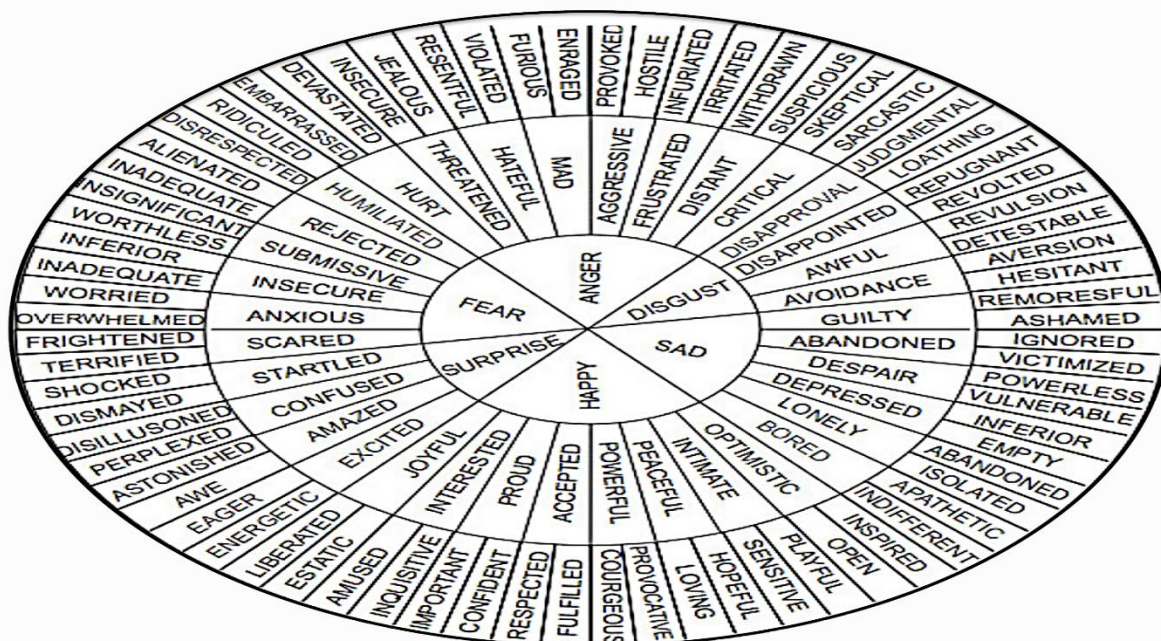 ANGER
DISGUST
SAD
HAPPY
SURPRISE
FEAR
MAD
AGGRESSIVE
FRUSTRATED
DISTANT
CRITICAL
DISAPPROVAL
DISAPPOINTED
AWFUL
AVOIDANCE
GUILTY
ABANDONED
DESPAIR
DEPRESSED
LONELY
BORED
OPTIMISTIC
INTIMATE
PEACEFUL
POWERFUL
ACCEPTED
PROUD
INTERESTED
JOYFUL
EXCITED
AMAZED
CONFUSED
STARTLED
SCARED
ANXIOUS
INSECURE
SUBMISSIVE
REJECTED
HUMILIATED
HURT
THREATENED
HATEFUL
ENRAGED
PROVOKED
HOSTILE
INFURIATED
IRRITATED
WITHDRAWN
SUSPICIOUS
SKEPTICAL
SARCASTIC
JUDGMENTAL
LOATHING
REPUGNANT
REVOLTED
REVULSION
DETESTABLE
AVERSION
HESITANT
REMORESFUL
ASHAMED
IGNORED
VICTIMIZED
POWERLESS
VULNERABLE
INFERIOR
EMPTY
ABANDONED
ISOLATED
APATHETIC
INDIFFERENT
INSPIRED
OPEN
PLAYFUL
SENSITIVE
HOPEFUL
LOVING
PROVOCATIVE
COURGEOUS
FULFILLED
RESPECTED
CONFIDENT
IMPORTANT
INQUISITIVE
AMUSED
ESTATIC
LIBERATED
ENERGETIC
EAGER
AWE
ASTONISHED
PERPLEXED
DISILLUSONED
DISMAYED
SHOCKED
TERRIFIED
FRIGHTENED
OVERWHELMED
WORRIED
INADEQUATE
INFERIOR
WORTHLESS
INSIGNIFICANT
INADEQUATE
ALIENATED
DISRESPECTED
RIDICULED
EMBARRASSED
DEVASTATED
INSECURE
JEALOUS
RESENTFUL
VIOLATED
FURIOUS